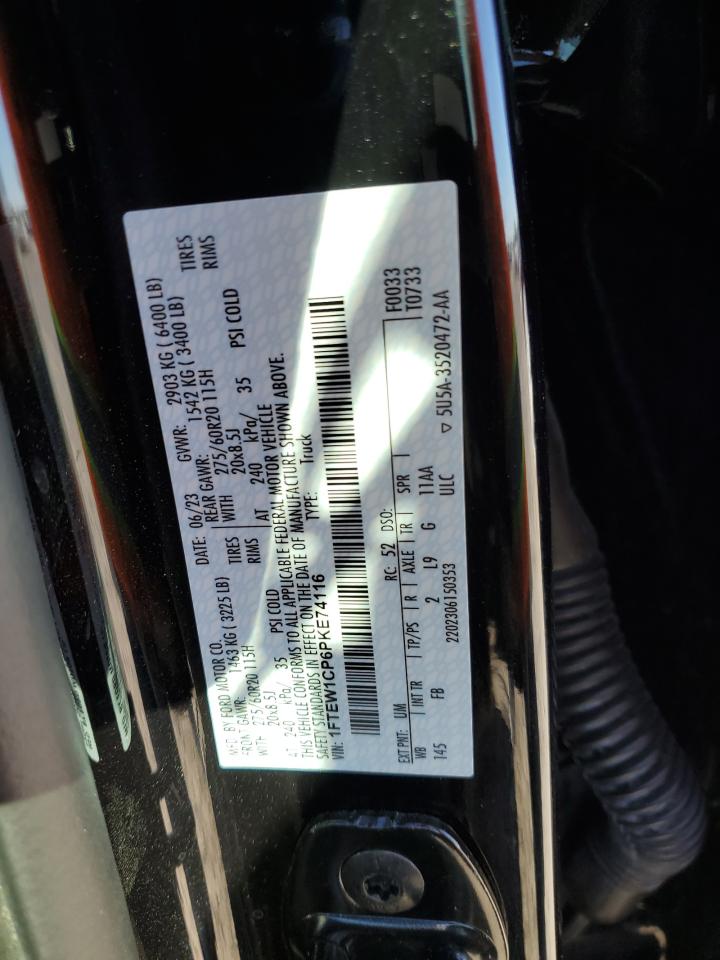 MFD. BY FORD MOTOR CO. DATE: 06/23 GVWR: 2903 KG ( 6400 LB)
FRONT GAWR: 1463 KG ( 3225 LB) REAR GAWR: 1542 KG ( 3400 LB)
WITH 275/60R20 115H TIRES WITH 275/60R20 115H TIRES
20x8.5J RIMS 20x8.5J RIMS
AT 240 kPa/ 35 PSI COLD AT 240 kPa/ 35 PSI COLD
THIS VEHICLE CONFORMS TO ALL APPLICABLE FEDERAL MOTOR VEHICLE
SAFETY STANDARDS IN EFFECT ON THE DATE OF MANUFACTURE SHOWN ABOVE.
VIN: 1FTEW1CP6PKE74116 TYPE: Truck
F0033
EXT PNT: UM RC: 52 DSO: T0733
WB INT TR TP/PS R AXLE TR SPR
145 FB 2 L9 G 11AA
2202306150353 ULC ▽ 5U5A-3520472-AA